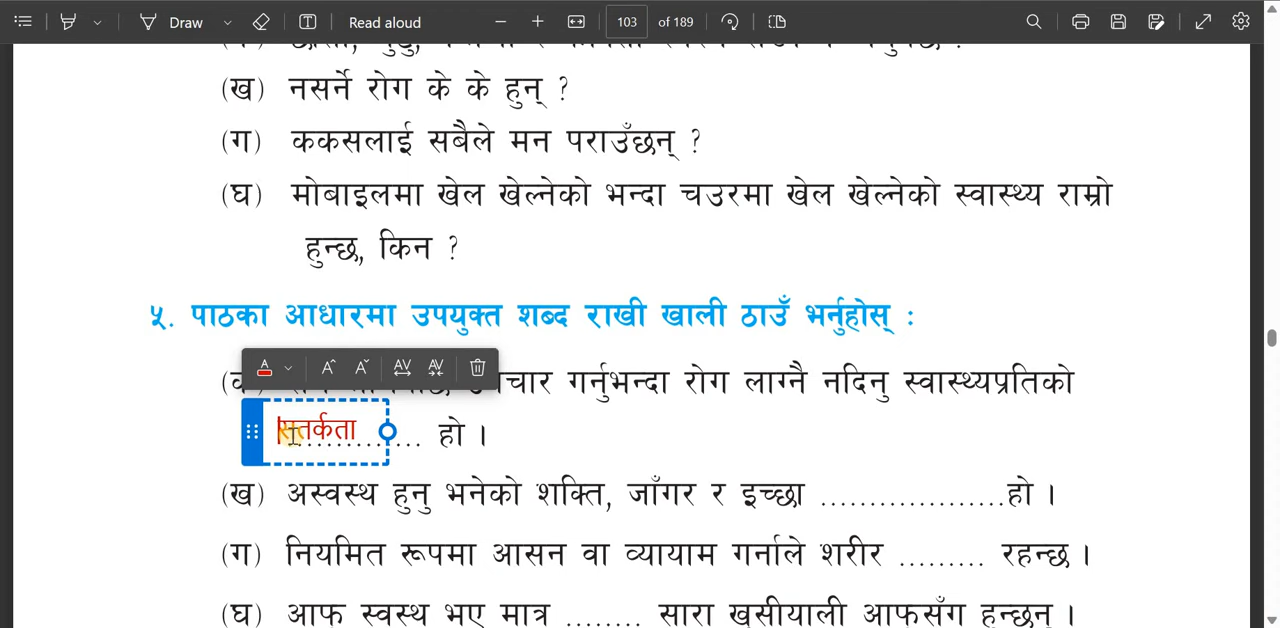 Draw Read aloud 103 of 189
(ख) नसर्ने रोग के के हुन् ?
(ग) ककसलाई सबैले मन पराउँछन् ?
(घ) मोबाइलमा खेल खेल्नेको भन्दा चउरमा खेल खेल्नेको स्वास्थ्य राम्रो
हुन्छ, किन ?
५. पाठका आधारमा उपयुक्त शब्द राखी खाली ठाउँ भर्नुहोस् :
उपचार गर्नुभन्दा रोग लाग्नै नदिनु स्वास्थ्यप्रतिको
सतर्कता ............. हो ।
(ख) अस्वस्थ हुनु भनेको शक्ति, जाँगर र इच्छा ...................हो ।
(ग) नियमित रूपमा आसन वा व्यायाम गर्नाले शरीर ......... रहन्छ ।
(घ) आफू स्वस्थ भए मात्र ........ सारा खुसीयाली आफूसँग हुन्छन् ।